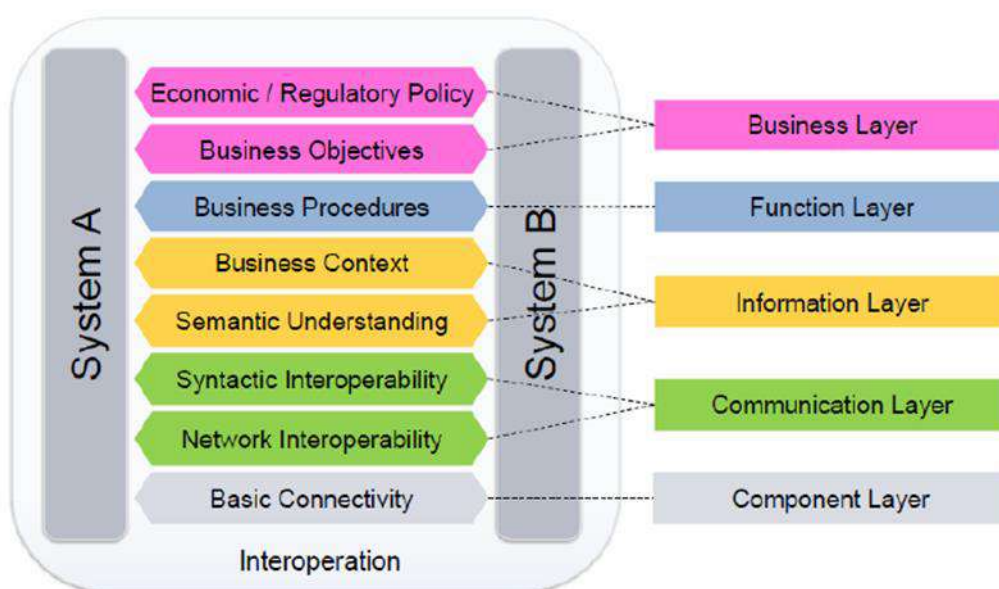 System A
Economic / Regulatory Policy
Business Objectives
Business Procedures
Business Context
Semantic Understanding
Syntactic Interoperability
Network Interoperability
Basic Connectivity
System B
Interoperation
Business Layer
Function Layer
Information Layer
Communication Layer
Component Layer